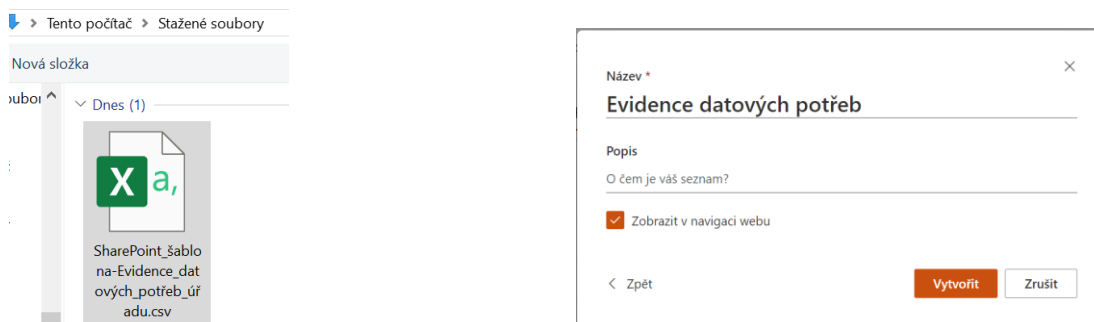 Tento počítač > Stažené soubory
Nová složka
Dnes (1)
X a,
SharePoint_šablo
na-Evidence_dat
ových_potřeb_úř
adu.csv
Název *
Evidence datových potřeb
Popis
O čem je váš seznam?
Zobrazit v navigaci webu
Zpět
Vytvořit
Zrušit